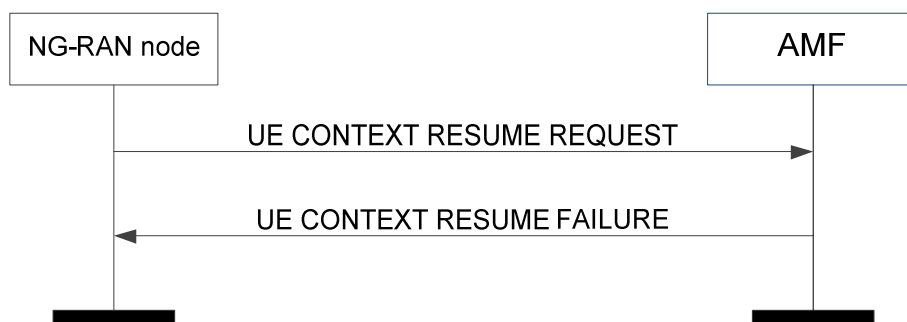 NG-RAN node
AMF
UE CONTEXT RESUME REQUEST
UE CONTEXT RESUME FAILURE